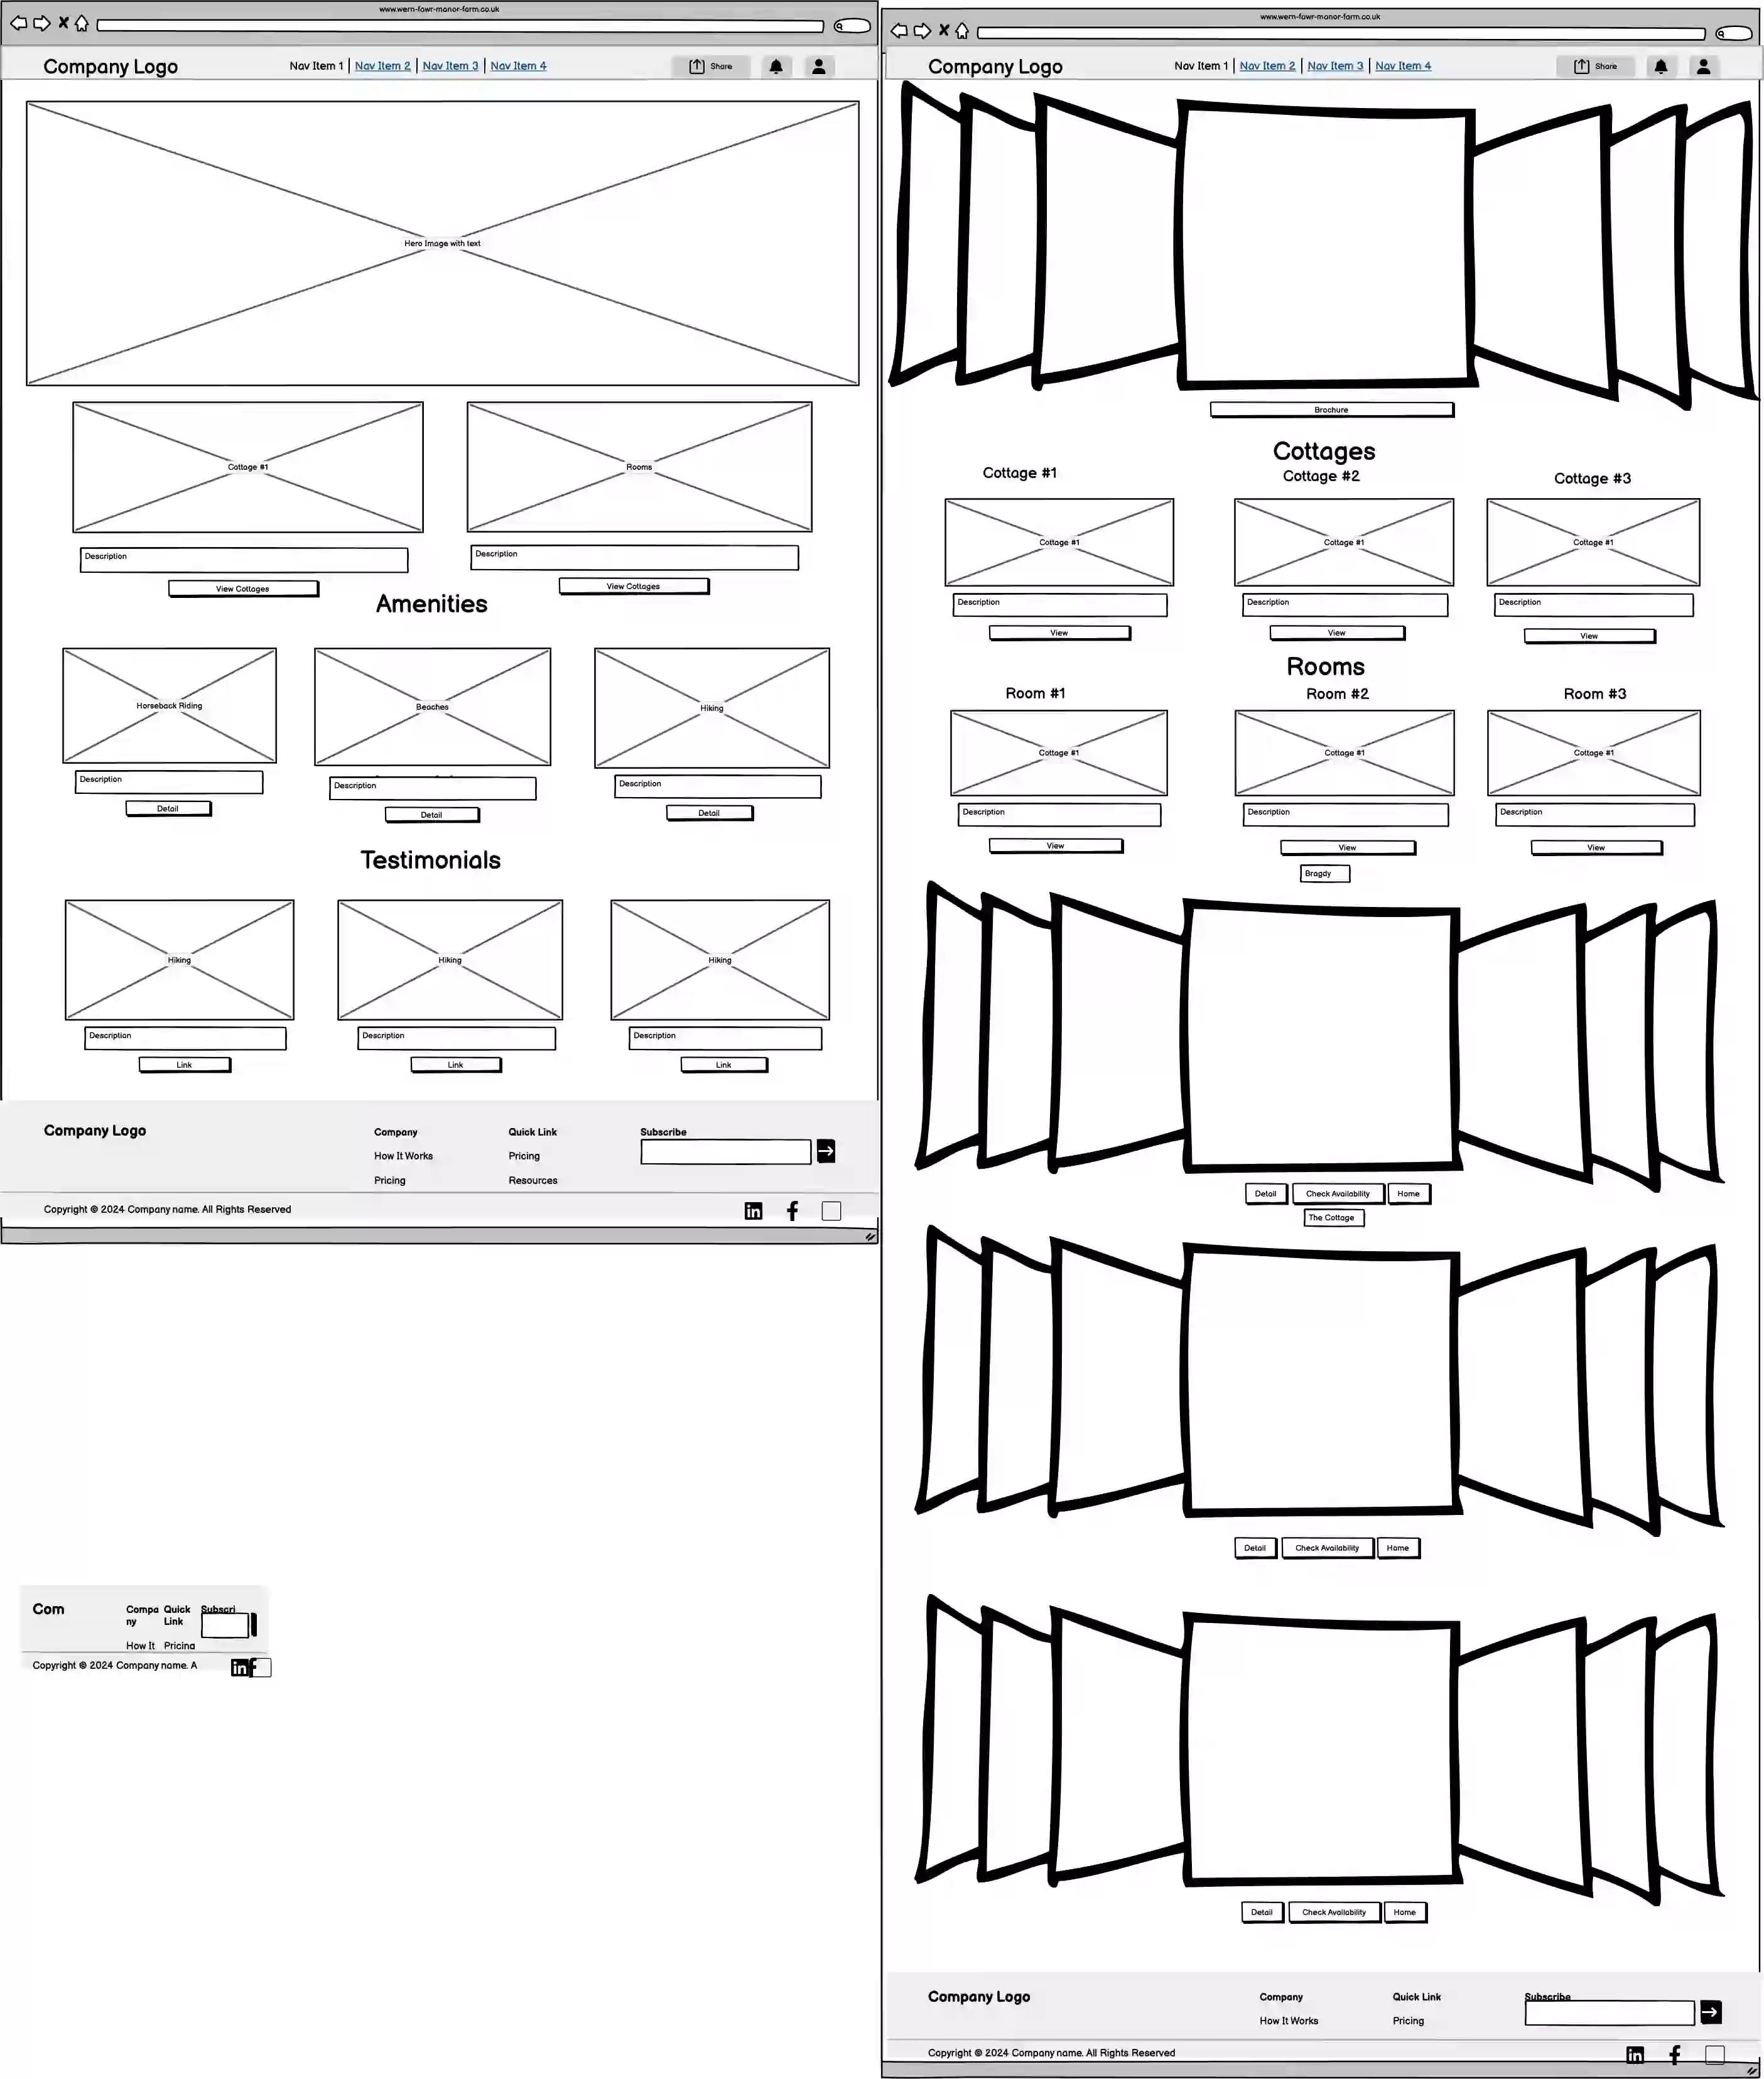 www.wern-fawr-manor-farm.co.uk
Company Logo
Nav Item 1 | Nav Item 2 | Nav Item 3 | Nav Item 4
Share
Hero Image with text
Cottage #1
Rooms
Description
Description
View Cottages
View Cottages
Amenities
Horseback Riding
Beaches
Hiking
Description
Description
Description
Detail
Detail
Detail
Testimonials
Hiking
Hiking
Hiking
Description
Description
Description
Link
Link
Link
Company Logo
Company
Quick Link
Subscribe
How It Works
Pricing
Pricing
Resources
Copyright © 2024 Company name. All Rights Reserved
in f
Com
Compa
ny
Quick
Link
Subscri
How It
Pricing
Copyright © 2024 Company name. A
in f
www.wern-fawr-manor-farm.co.uk
Company Logo
Nav Item 1 | Nav Item 2 | Nav Item 3 | Nav Item 4
Share
Brochure
Cottages
Cottage #1
Cottage #2
Cottage #3
Cottage #1
Cottage #1
Cottage #1
Description
Description
Description
View
View
View
Rooms
Room #1
Room #2
Room #3
Cottage #1
Cottage #1
Cottage #1
Description
Description
Description
View
View
View
Bragdy
Detail
Check Availability
Home
The Cottage
Detail
Check Availability
Home
Detail
Check Availability
Home
Company Logo
Company
Quick Link
Subscribe
How It Works
Pricing
Copyright © 2024 Company name. All Rights Reserved
in f